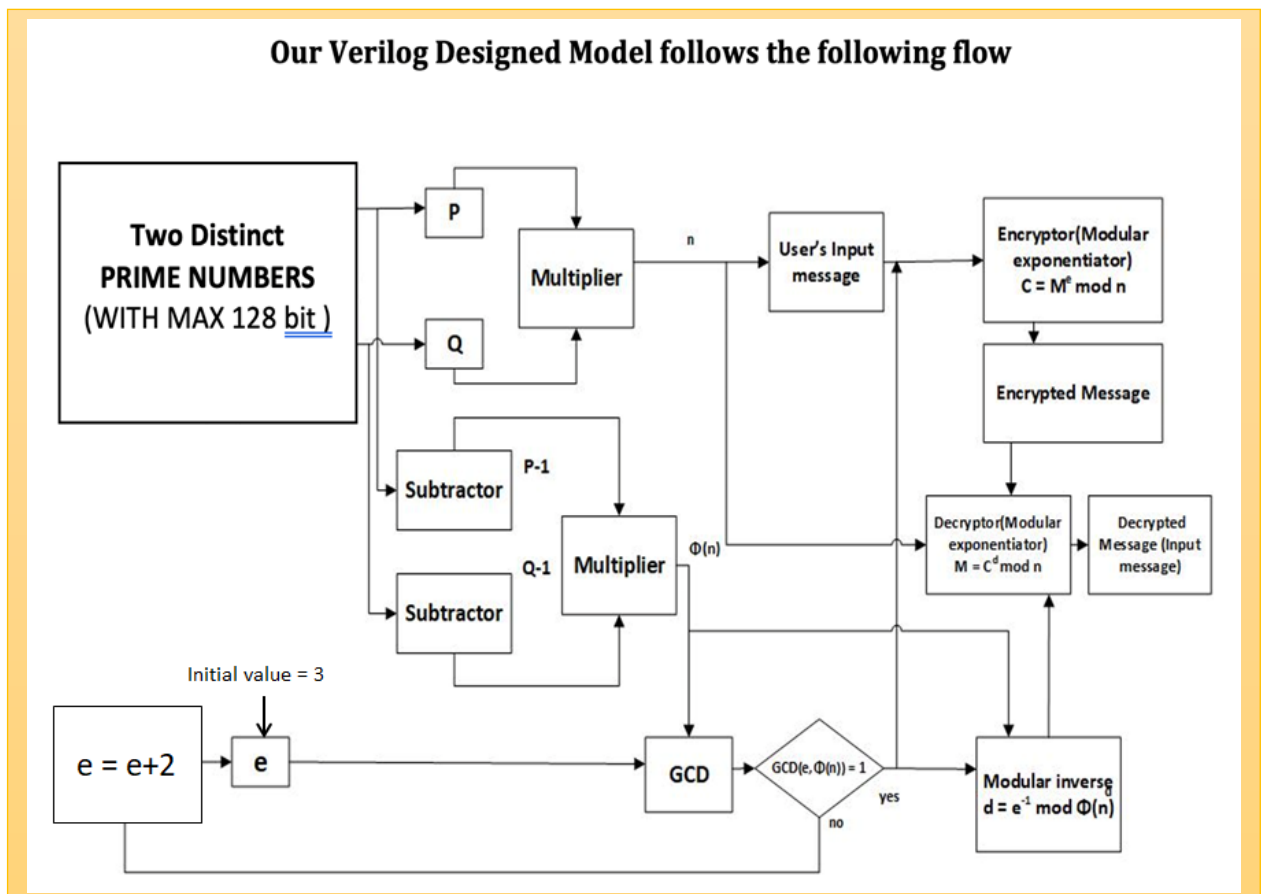 Our Verilog Designed Model follows the following flow
Two Distinct
PRIME NUMBERS
(WITH MAX 128 bit )
P
Q
Multiplier
n
User's Input
message
Encryptor(Modular
exponentiator)
C = Mᵉ mod n
Encrypted Message
Subtractor
P-1
Subtractor
Q-1
Multiplier
Φ(n)
Decryptor(Modular
exponentiator)
M = Cᵈ mod n
Decrypted
Message (Input
message)
Initial value = 3
e = e+2
e
GCD
GCD(e,Φ(n)) = 1
yes
no
Modular inverse
d
d = e⁻¹ mod Φ(n)